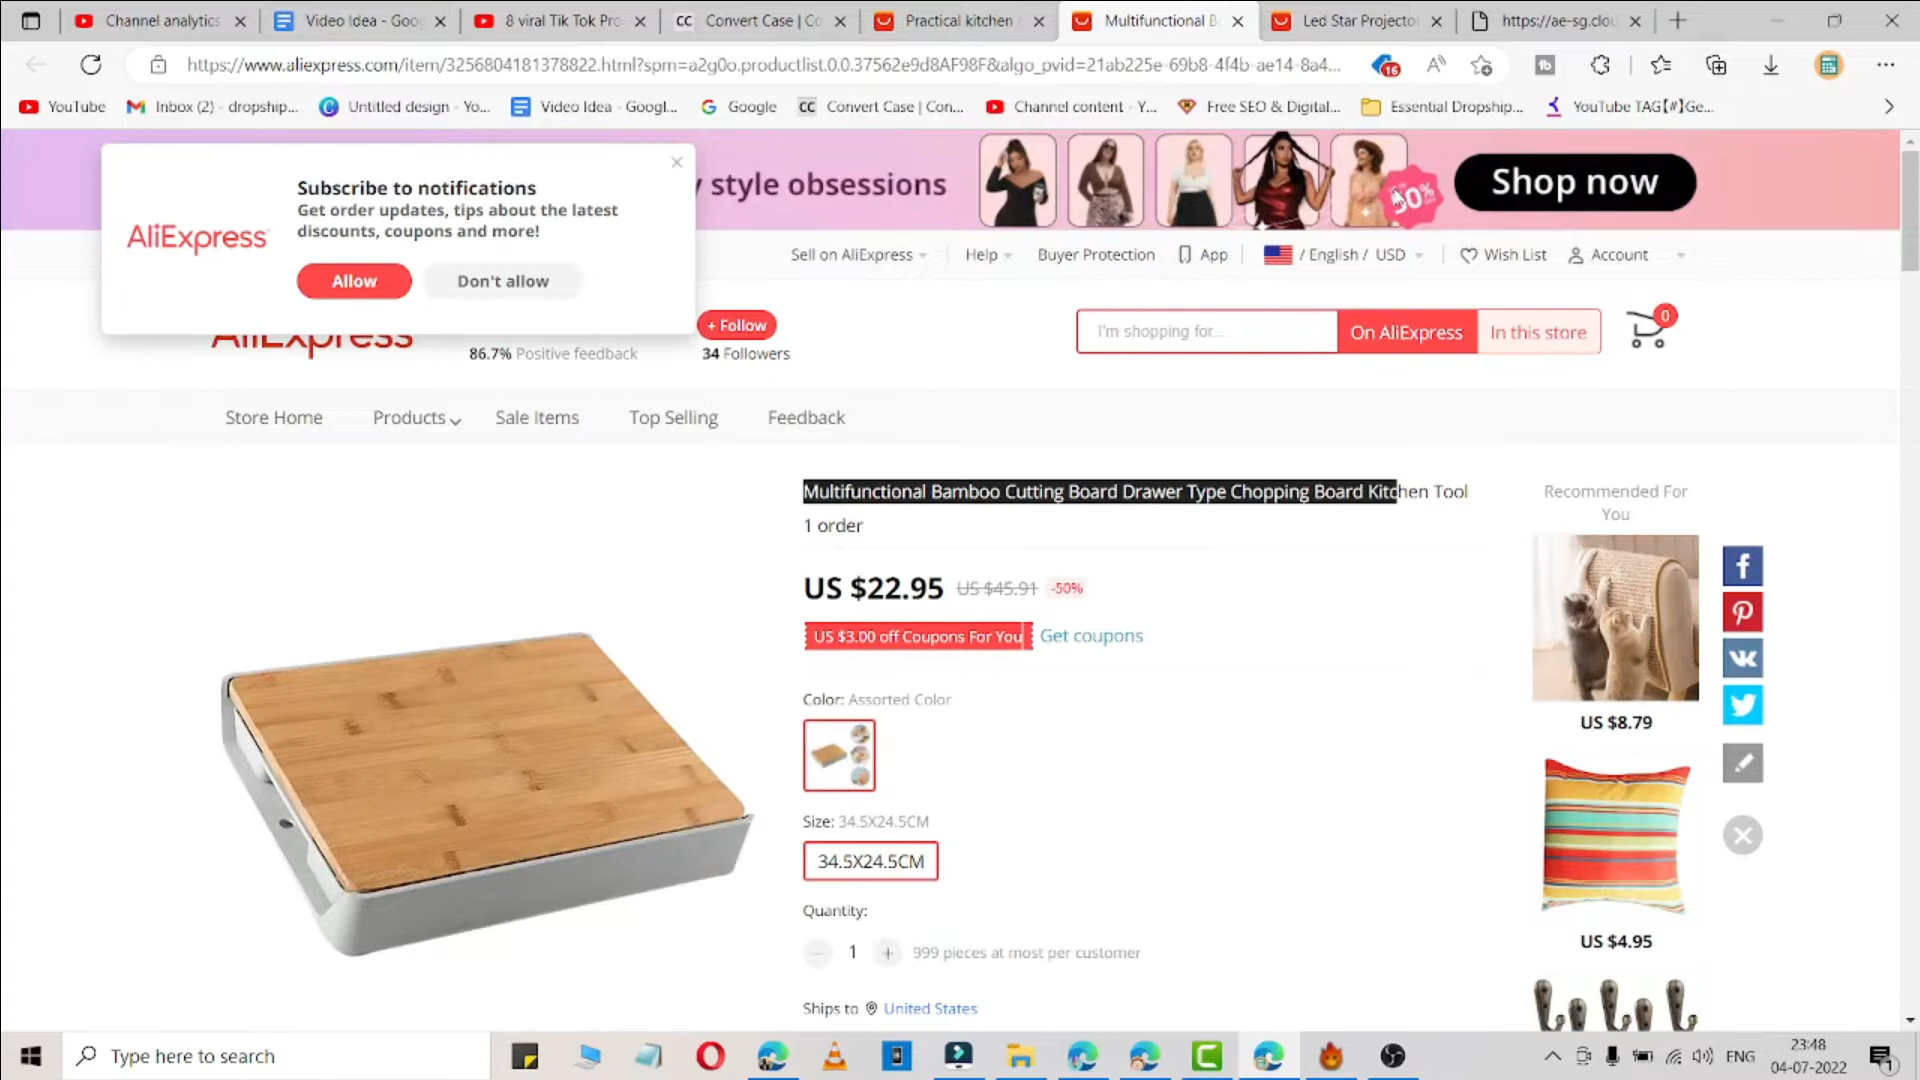 Channel analytics
Video Idea - Goo
8 viral Tik Tok Pro
CC Convert Case | Co
Practical kitchen
Multifunctional B
Led Star Projector
https://ae-sg.clou
https://www.aliexpress.com/item/3256804181378822.html?spm=a2g0o.productlist.0.0.37562e9d8AF98F&algo_pvid=21ab225e-69b8-4f4b-ae14-8a4...
16
YouTube
Inbox (2) - dropship...
Untitled design - Yo...
Video Idea - Googl...
Google
CC Convert Case | Con...
Channel content - Y...
Free SEO & Digital...
Essential Dropship...
YouTube TAG【#】Ge...
y style obsessions
50%
Shop now
AliExpress
Subscribe to notifications
Get order updates, tips about the latest
discounts, coupons and more!
Allow
Don't allow
Sell on AliExpress
Help
Buyer Protection
App
/ English / USD
Wish List
Account
AliExpress
86.7% Positive feedback
+ Follow
34 Followers
I'm shopping for...
On AliExpress
In this store
0
Store Home
Products
Sale Items
Top Selling
Feedback
Multifunctional Bamboo Cutting Board Drawer Type Chopping Board Kitchen Tool
1 order
US $22.95 US $45.91 -50%
US $3.00 off Coupons For You
Get coupons
Color: Assorted Color
Size: 34.5X24.5CM
34.5X24.5CM
Quantity:
1
999 pieces at most per customer
Ships to United States
Recommended For
You
US $8.79
US $4.95
Type here to search
ENG
23:48
04-07-2022
1